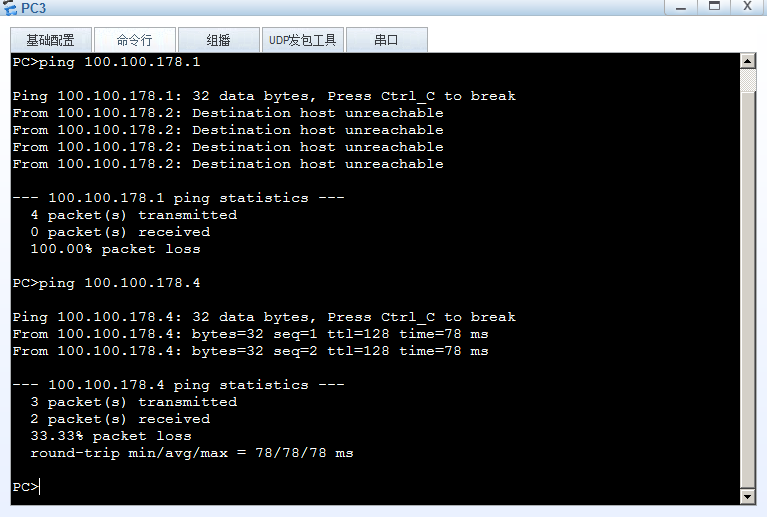 PC3
基础配置
命令行
组播
UDP发包工具
串口
PC>ping 100.100.178.1
Ping 100.100.178.1: 32 data bytes, Press Ctrl_C to break
From 100.100.178.2: Destination host unreachable
From 100.100.178.2: Destination host unreachable
From 100.100.178.2: Destination host unreachable
From 100.100.178.2: Destination host unreachable
--- 100.100.178.1 ping statistics ---
4 packet(s) transmitted
0 packet(s) received
100.00% packet loss
PC>ping 100.100.178.4
Ping 100.100.178.4: 32 data bytes, Press Ctrl_C to break
From 100.100.178.4: bytes=32 seq=1 ttl=128 time=78 ms
From 100.100.178.4: bytes=32 seq=2 ttl=128 time=78 ms
--- 100.100.178.4 ping statistics ---
3 packet(s) transmitted
2 packet(s) received
33.33% packet loss
round-trip min/avg/max = 78/78/78 ms
PC>